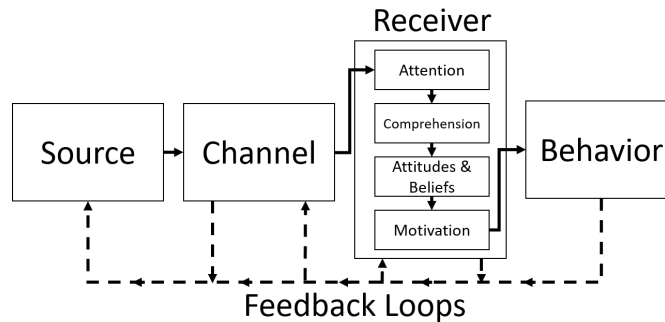 Receiver
Attention
Source
Channel
Comprehension
Attitudes &
Beliefs
Motivation
Behavior
Feedback Loops